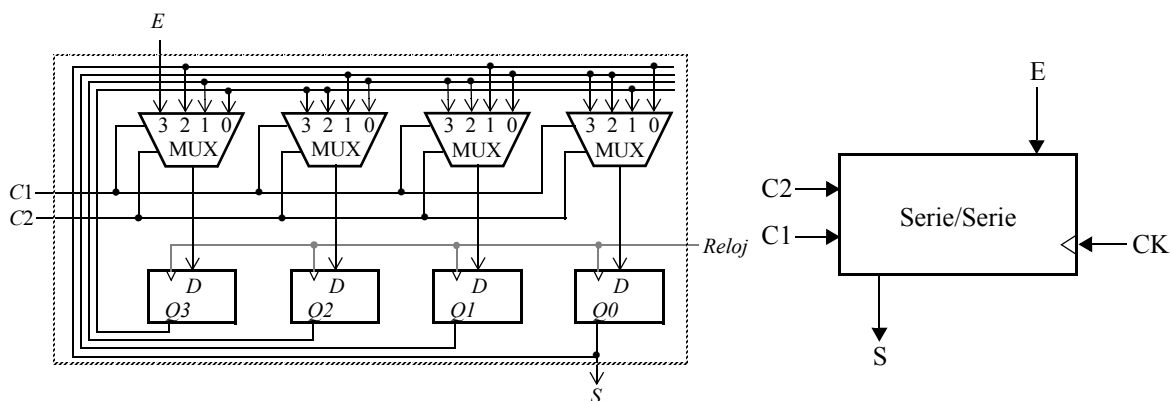 E
3 2 1 0
MUX
3 2 1 0
MUX
3 2 1 0
MUX
3 2 1 0
MUX
C1
C2
Reloj
D
Q3
D
Q2
D
Q1
D
Q0
S
E
C2
C1
Serie/Serie
CK
S